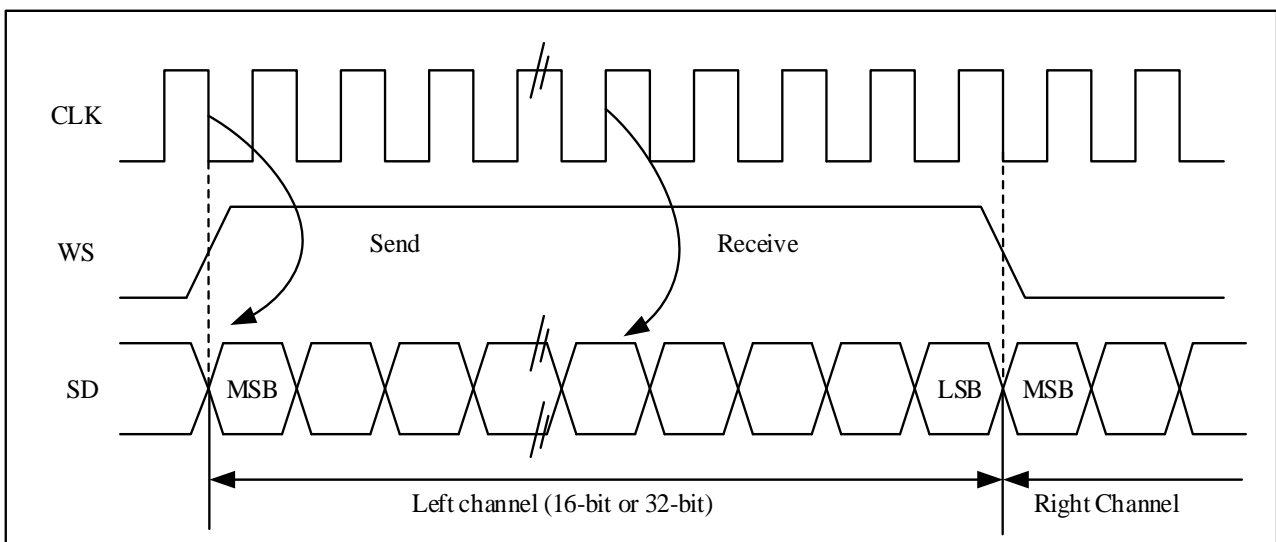 CLK
WS
Send
Receive
SD
MSB
LSB
MSB
Left channel (16-bit or 32-bit)
Right Channel